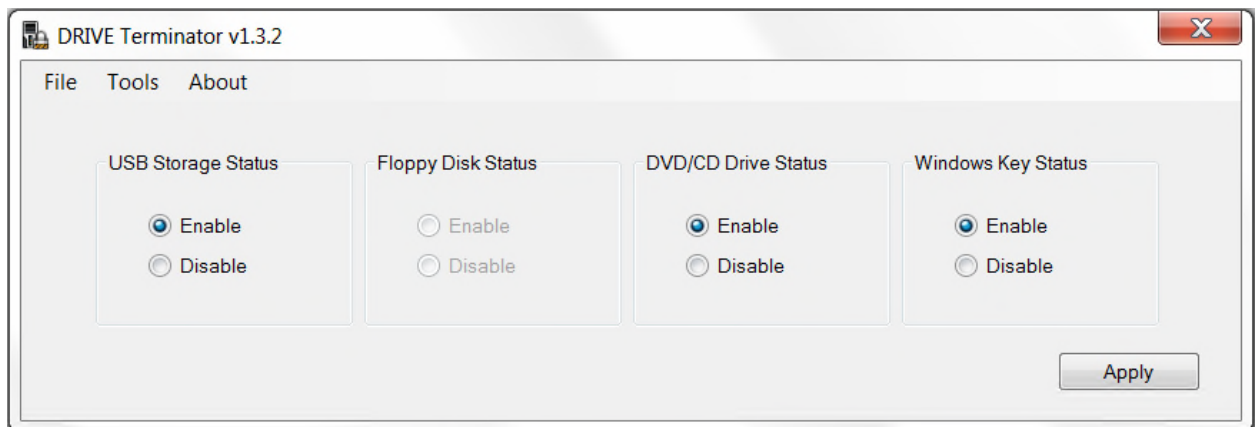 DRIVE Terminator v1.3.2
File Tools About
USB Storage Status Floppy Disk Status DVD/CD Drive Status Windows Key Status
Enable Enable Enable Enable
Disable Disable Disable Disable
Apply